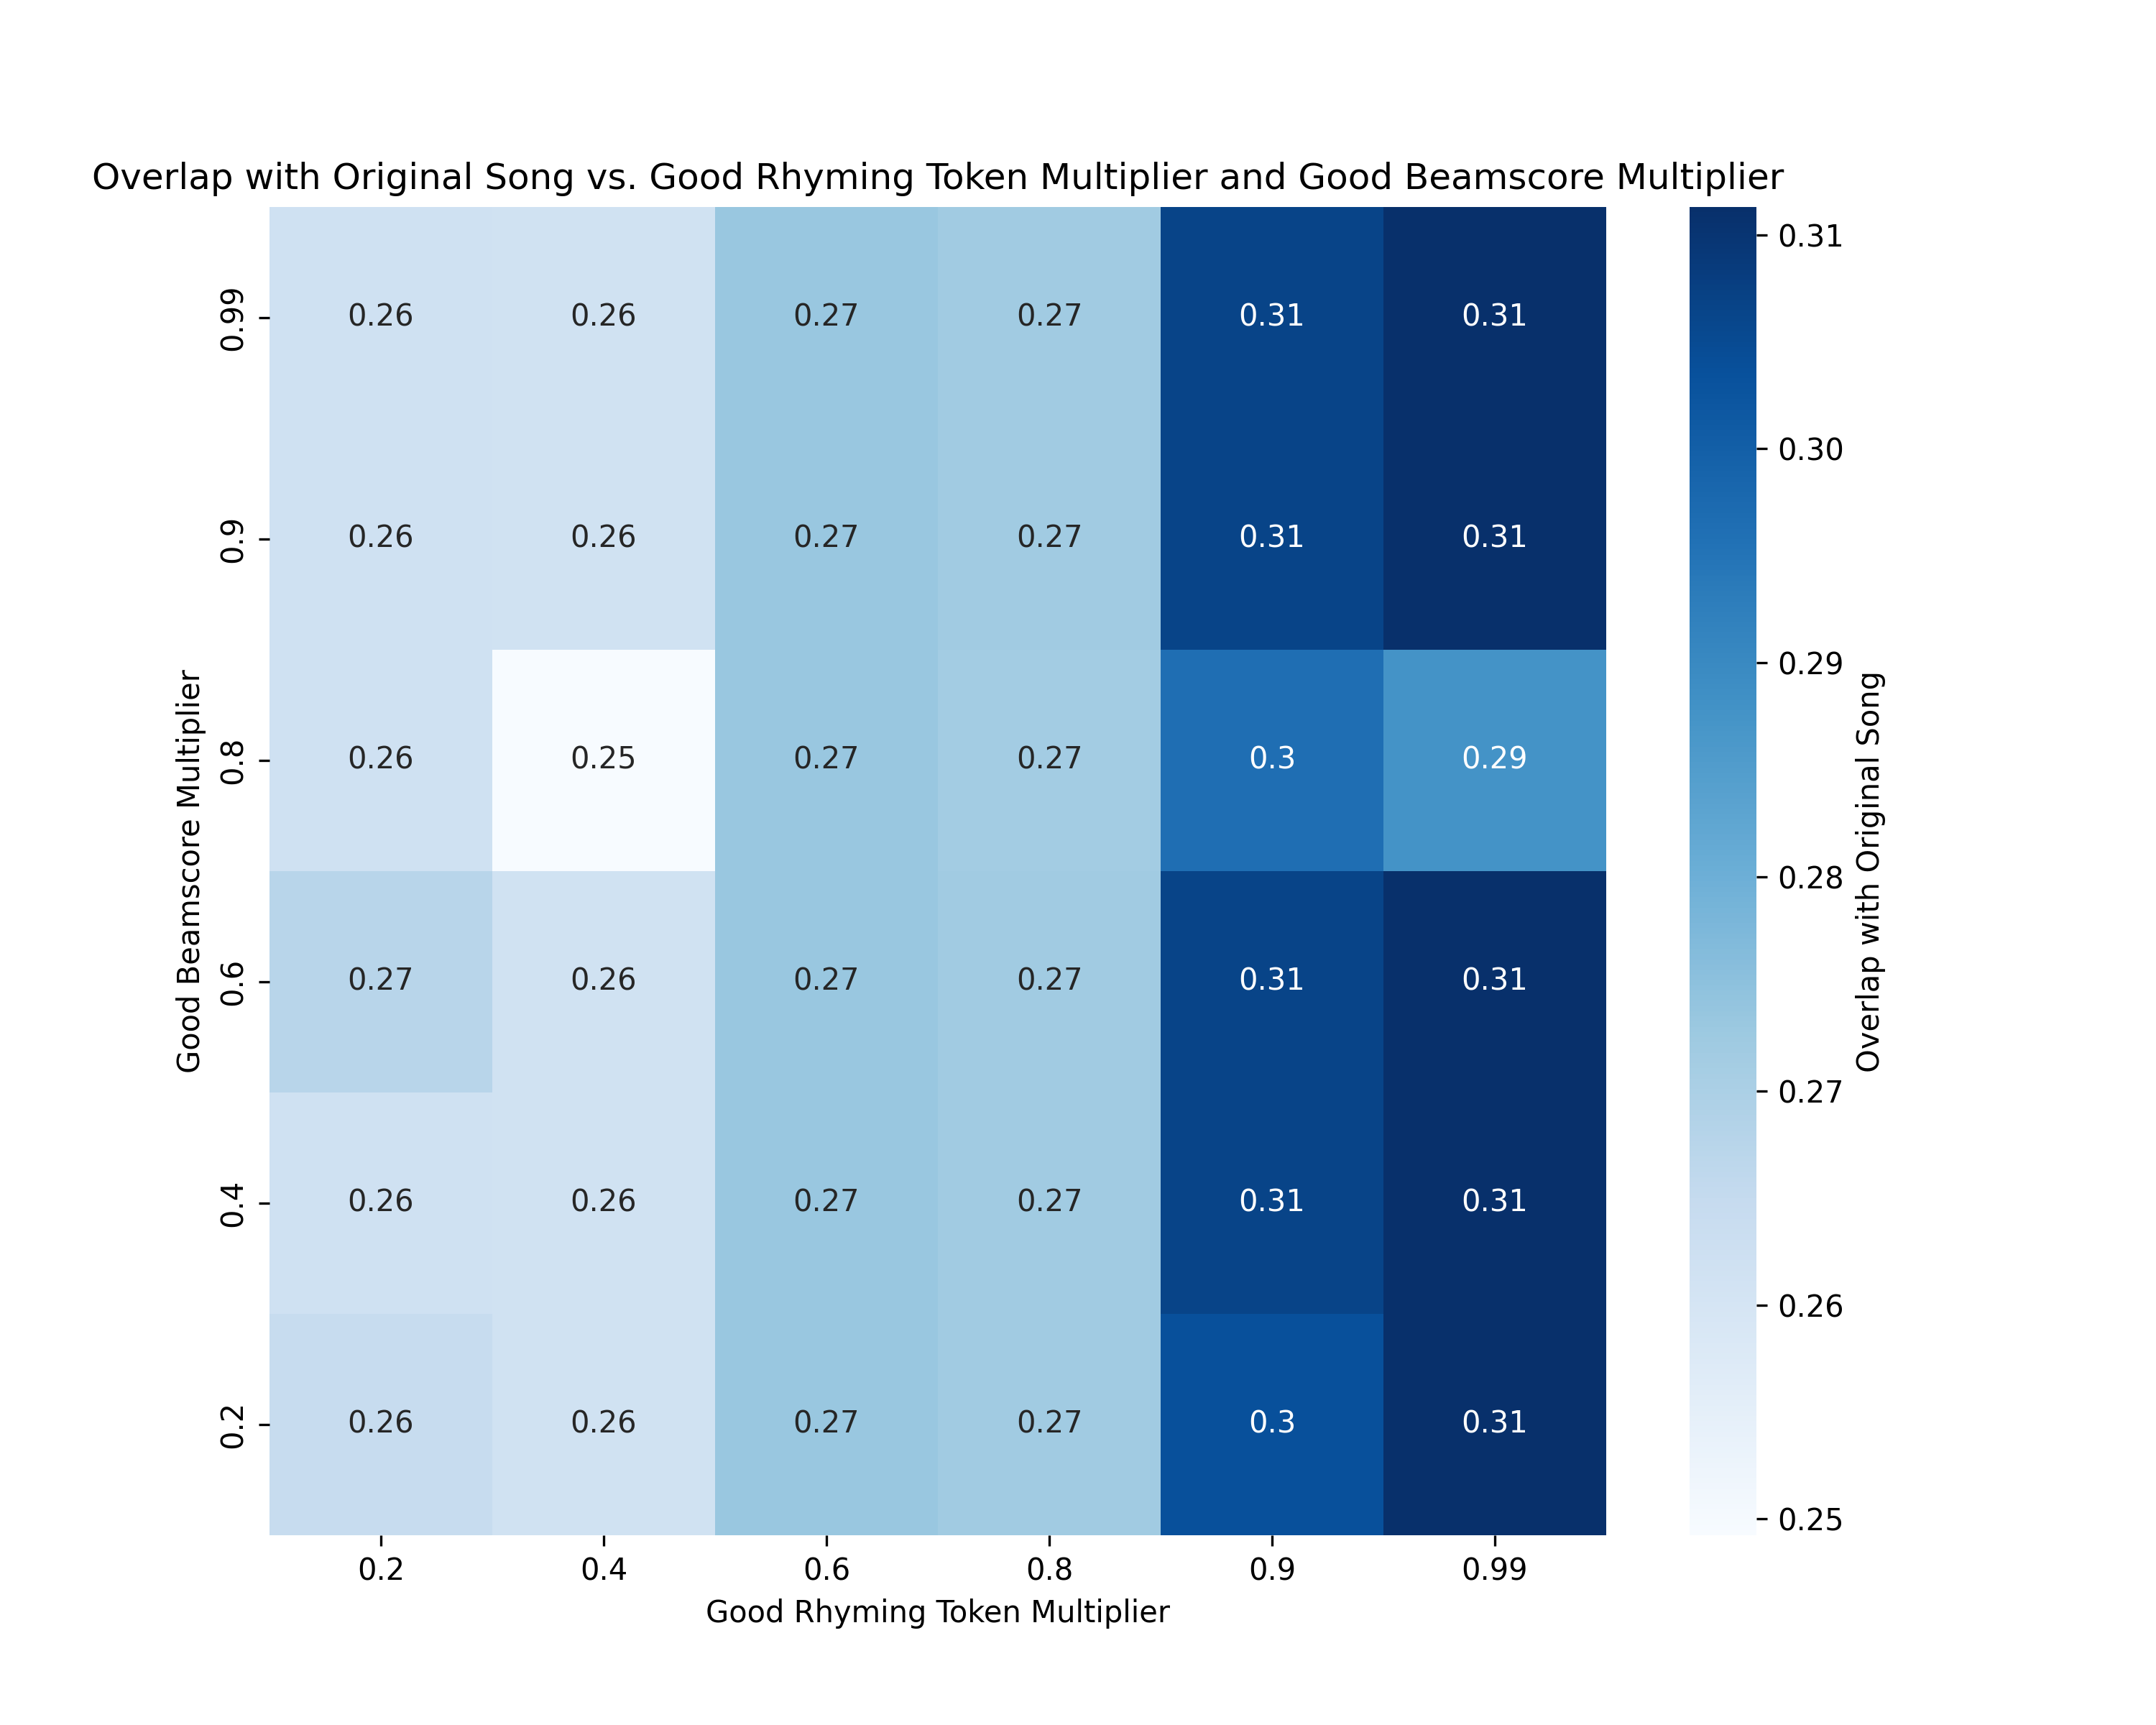 Overlap with Original Song vs. Good Rhyming Token Multiplier and Good Beamscore Multiplier
0.99 0.26 0.26 0.27 0.27 0.31 0.31
0.9 0.26 0.26 0.27 0.27 0.31 0.31
0.8 0.26 0.25 0.27 0.27 0.3 0.29
0.6 0.27 0.26 0.27 0.27 0.31 0.31
0.4 0.26 0.26 0.27 0.27 0.31 0.31
0.2 0.26 0.26 0.27 0.27 0.3 0.31
Good Beamscore Multiplier
0.2 0.4 0.6 0.8 0.9 0.99
Good Rhyming Token Multiplier
0.31
0.30
0.29
0.28
0.27
0.26
0.25
Overlap with Original Song